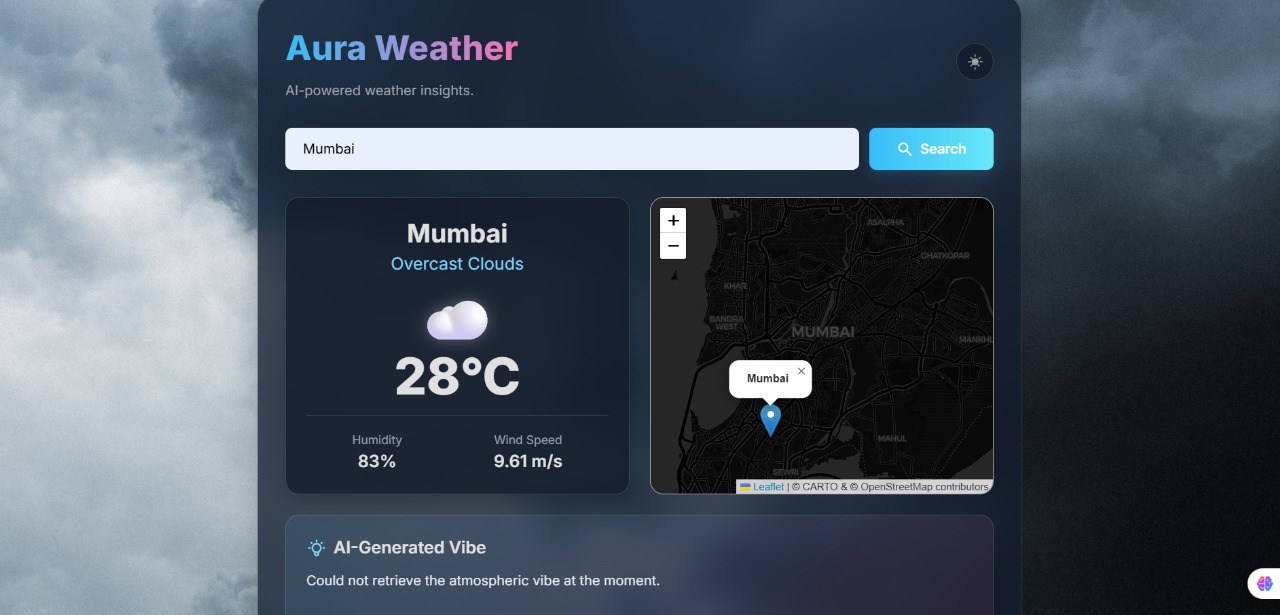 Aura Weather
AI-powered weather insights.
Mumbai
Search
Mumbai
Overcast Clouds
28°C
Humidity
83%
Wind Speed
9.61 m/s
+
−
ASALPHA
GHATKOPAR
KHAR
BANDRA
WEST
MUMBAI
Mumbai ×
MAHUL
SEWRI
Leaflet | © CARTO & © OpenStreetMap contributors
AI-Generated Vibe
Could not retrieve the atmospheric vibe at the moment.